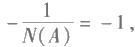 - 1/N(A) = - 1 ,